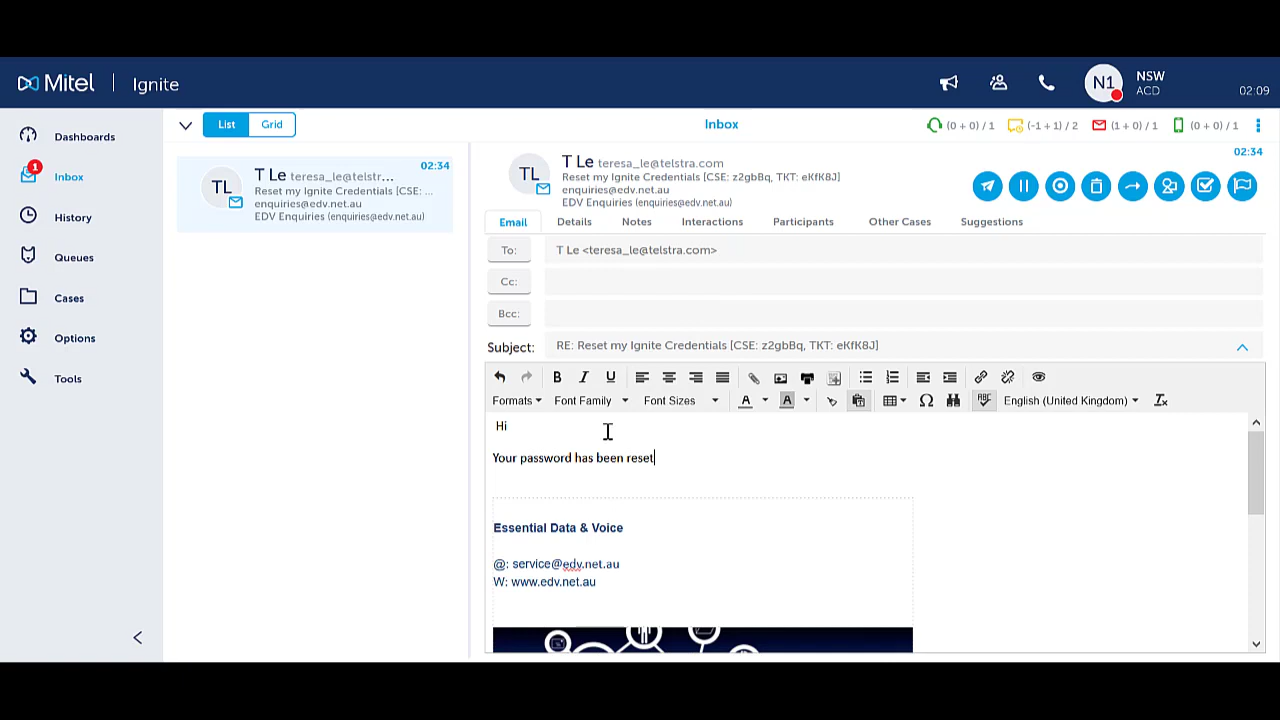 Mitel | Ignite
N1
NSW
ACD
02:09
Dashboards
1
Inbox
History
Queues
Cases
Options
Tools
List
Grid
Inbox
(0 + 0) / 1
(-1 + 1) / 2
(1 + 0) / 1
(0 + 0) / 1
TL
T Le teresa_le@telstr...
02:34
Reset my Ignite Credentials [CSE: ...
enquiries@edv.net.au
EDV Enquiries (enquiries@edv.net.au)
TL
T Le teresa_le@telstra.com
02:34
Reset my Ignite Credentials [CSE: z2gbBq, TKT: eKfK8J]
enquiries@edv.net.au
EDV Enquiries (enquiries@edv.net.au)
Email
Details
Notes
Interactions
Participants
Other Cases
Suggestions
To: T Le <teresa_le@telstra.com>
Cc:
Bcc:
Subject: RE: Reset my Ignite Credentials [CSE: z2gbBq, TKT: eKfK8J]
B I U
Formats Font Family Font Sizes A A Ω ABC English (United Kingdom)
Hi
Your password has been reset
Essential Data & Voice
@: service@edv.net.au
W: www.edv.net.au